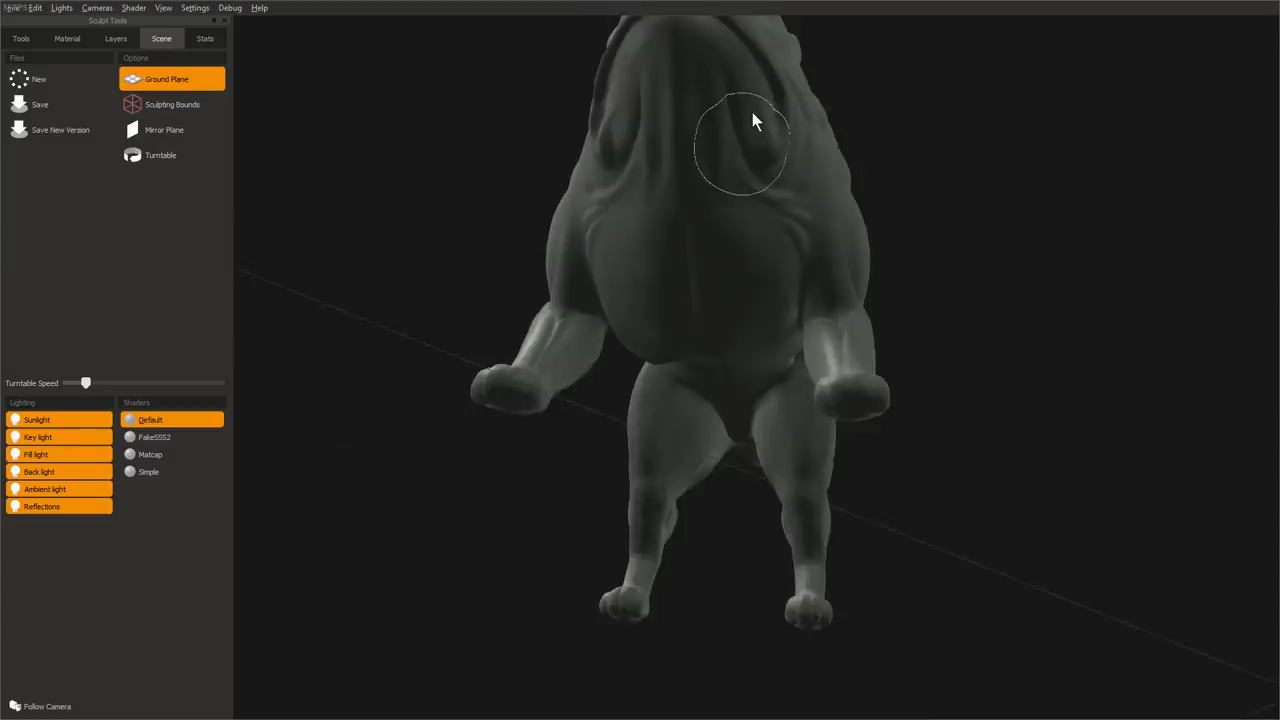 File Edit Lights Cameras Shader View Settings Debug Help
Sculpt Tools
Tools Material Layers Scene Stats
Files Options
New Ground Plane
Save Sculpting Bounds
Save New Version Mirror Plane
Turntable
Turntable Speed
Lighting Shaders
Sunlight Default
Key light FakeSSS2
Fill light Matcap
Back light Simple
Ambient light
Reflections
Follow Camera